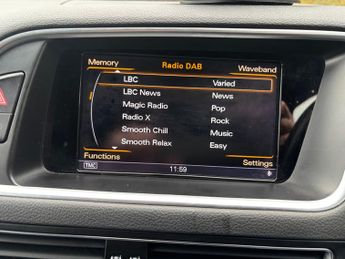 Memory Radio DAB Waveband
LBC Varied
LBC News News
Magic Radio Pop
Radio X Rock
Smooth Chill Music
Smooth Relax Easy
Functions Settings
TMC 11:59